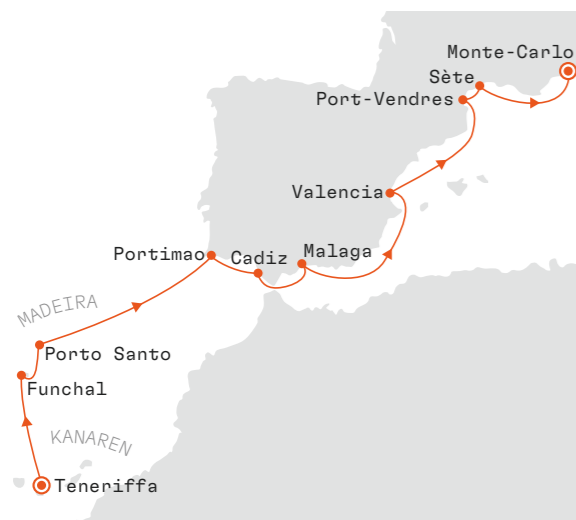 Monte-Carlo
Sète
Port-Vendres
Valencia
Portimao
Cadiz
Malaga
MADEIRA
Porto Santo
Funchal
KANAREN
Teneriffa